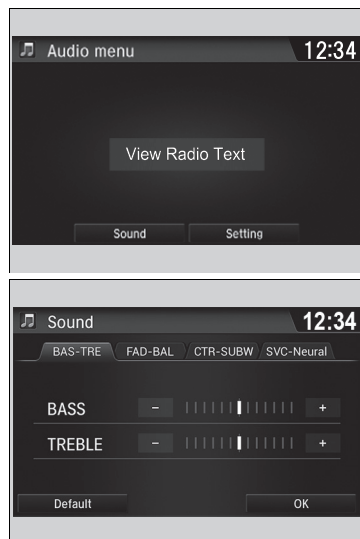 Audio menu 12:34
View Radio Text
Sound Setting
Sound 12:34
BAS-TRE FAD-BAL CTR-SUBW SVC-Neural
BASS - +
TREBLE - +
Default OK